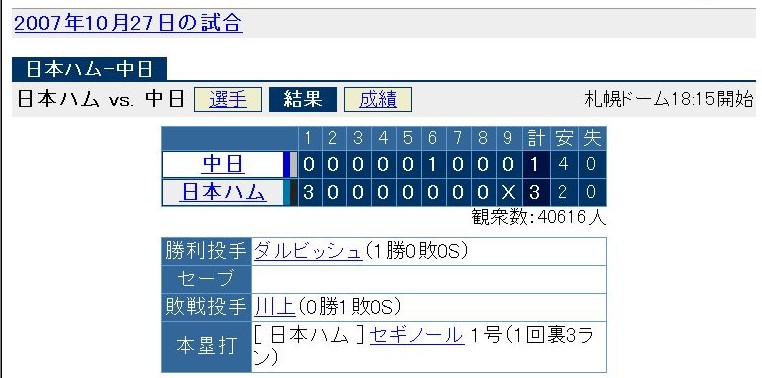 2007年10月27日の試合
日本ハム-中日
日本ハム vs. 中日 選手 結果 成績 札幌ドーム18:15開始
1 2 3 4 5 6 7 8 9 計 安 失
中日 0 0 0 0 0 1 0 0 0 1 4 0
日本ハム 3 0 0 0 0 0 0 0 X 3 2 0
観衆数:40616人
勝利投手 ダルビッシュ(1勝0敗0S)
セーブ
敗戦投手 川上(0勝1敗0S)
本塁打 [ 日本ハム ] セギノール 1号(1回裏3ラ
ン)